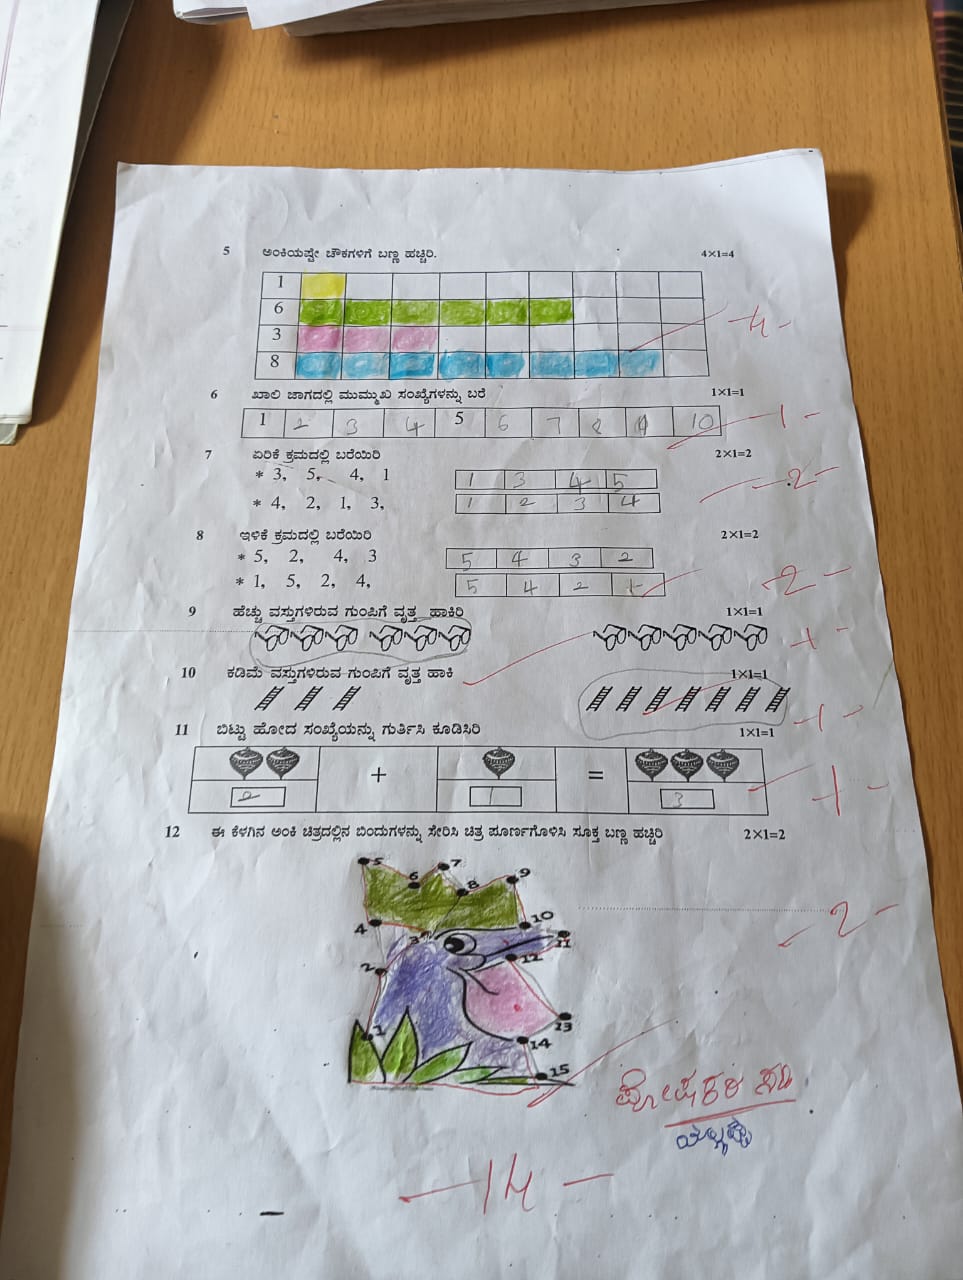 5 ಅಂಕಿಯಷ್ಟೇ ಚೌಕಗಳಿಗೆ ಬಣ್ಣ ಹಚ್ಚಿರಿ. 4×1=4
1
6
3
8
4
6 ಖಾಲಿ ಜಾಗದಲ್ಲಿ ಮುಮ್ಮುಖ ಸಂಖ್ಯೆಗಳನ್ನು ಬರೆ 1×1=1
1 2 3 4 5 6 7 8 9 10
1
7 ಏರಿಕೆ ಕ್ರಮದಲ್ಲಿ ಬರೆಯಿರಿ 2×1=2
* 3, 5, 4, 1 1 3 4 5
2
* 4, 2, 1, 3, 1 2 3 4
8 ಇಳಿಕೆ ಕ್ರಮದಲ್ಲಿ ಬರೆಯಿರಿ 2×1=2
* 5, 2, 4, 3 5 4 3 2
* 1, 5, 2, 4, 5 4 2 1
2
9 ಹೆಚ್ಚು ವಸ್ತುಗಳಿರುವ ಗುಂಪಿಗೆ ವೃತ್ತ ಹಾಕಿರಿ 1×1=1
1
10 ಕಡಿಮೆ ವಸ್ತುಗಳಿರುವ ಗುಂಪಿಗೆ ವೃತ್ತ ಹಾಕಿ 1×1=1
1
11 ಬಿಟ್ಟು ಹೋದ ಸಂಖ್ಯೆಯನ್ನು ಗುರ್ತಿಸಿ ಕೂಡಿಸಿರಿ 1×1=1
+ =
2 1 3
1
12 ಈ ಕೆಳಗಿನ ಅಂಕಿ ಚಿತ್ರದಲ್ಲಿನ ಬಿಂದುಗಳನ್ನು ಸೇರಿಸಿ ಚಿತ್ರ ಪೂರ್ಣಗೊಳಿಸಿ ಸೂಕ್ತ ಬಣ್ಣ ಹಚ್ಚಿರಿ 2×1=2
5 6 7 8 9
4 3 10
2
11
2 12
1 13
14
15
ಪೋಷಕರ ಸಹಿ
14